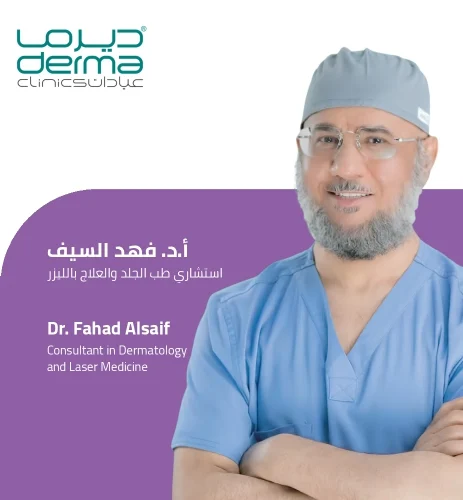 ديرما
derma
عيادات clinics
أ.د. فهد السيف
استشاري طب الجلد والعلاج بالليزر
Dr. Fahad Alsaif
Consultant in Dermatology
and Laser Medicine